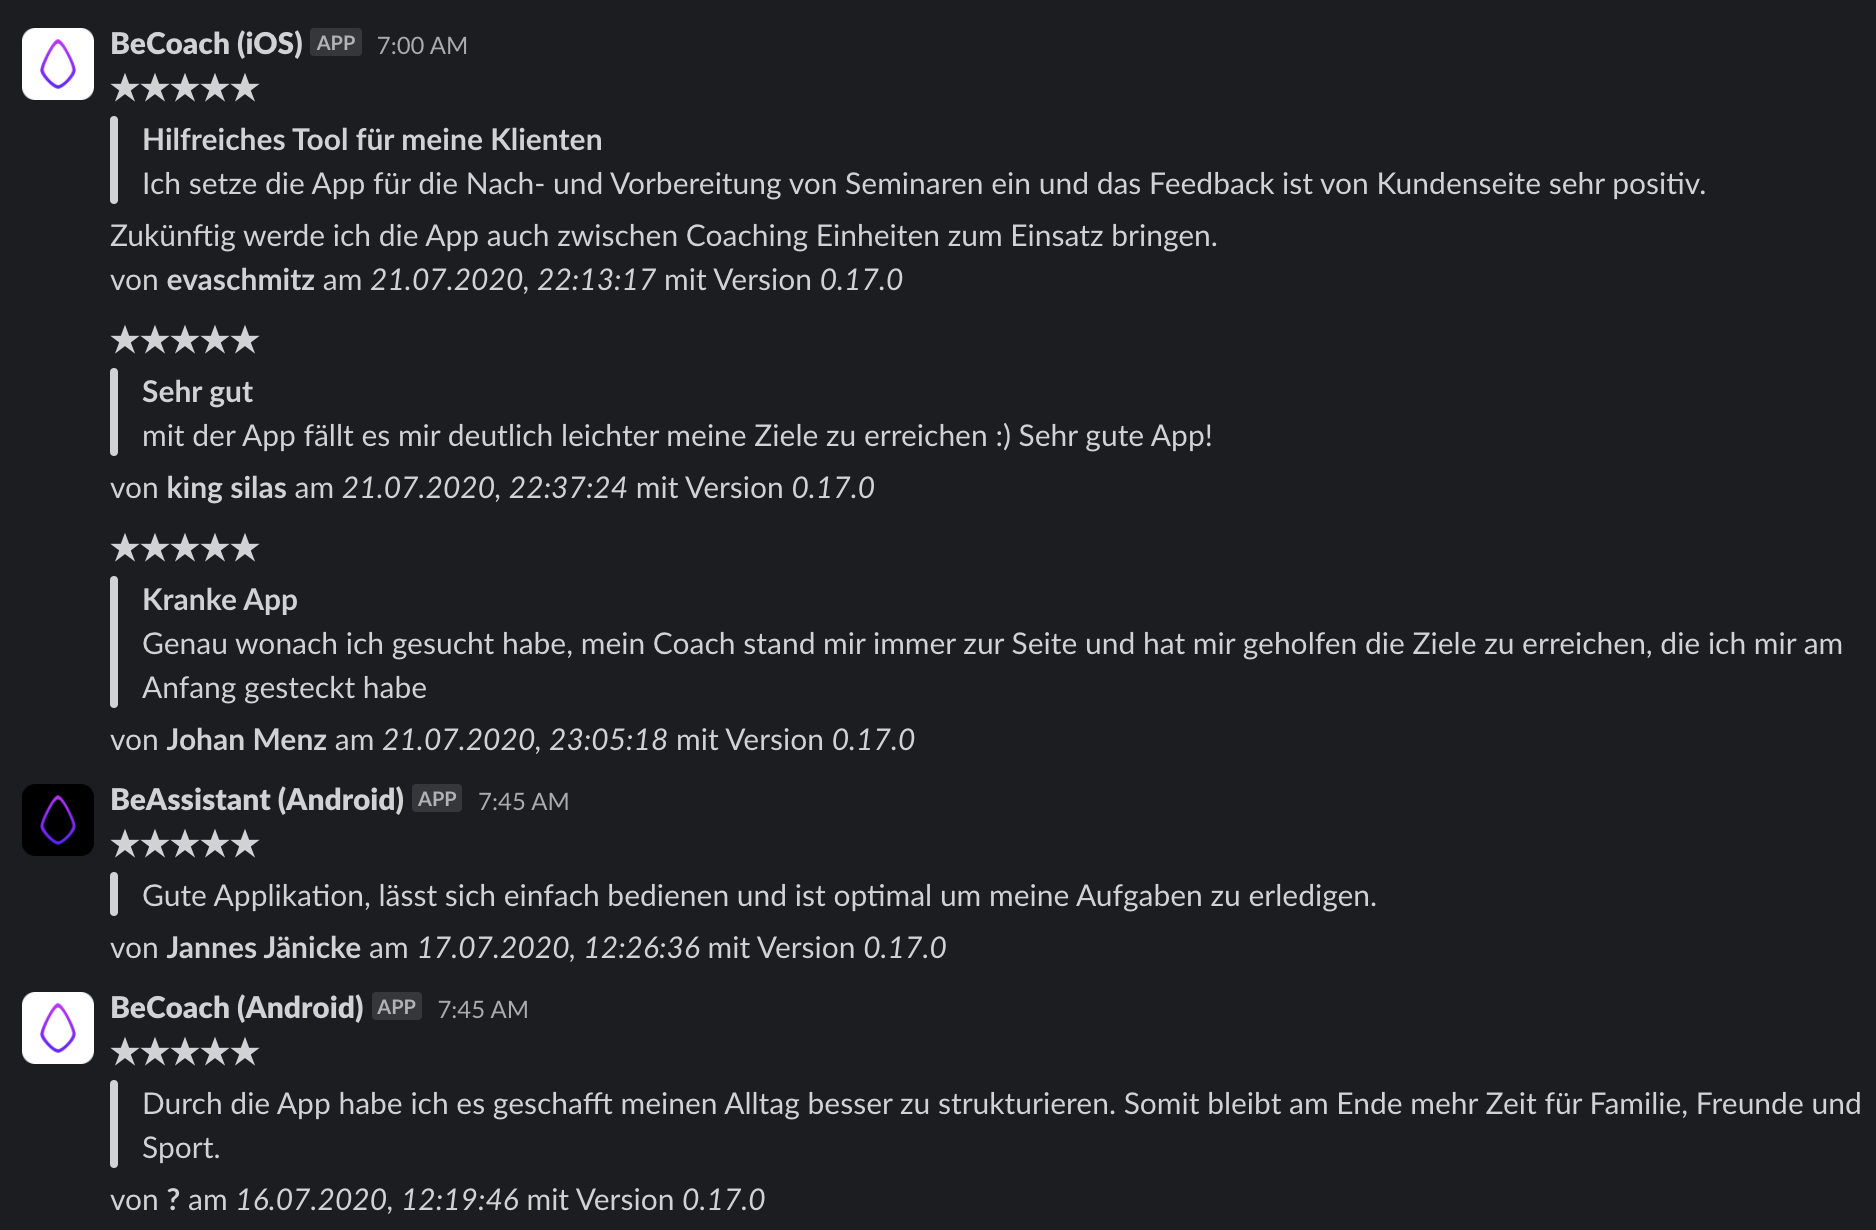 BeCoach (iOS) APP 7:00 AM
★★★★★
Hilfreiches Tool für meine Klienten
Ich setze die App für die Nach- und Vorbereitung von Seminaren ein und das Feedback ist von Kundenseite sehr positiv.
Zukünftig werde ich die App auch zwischen Coaching Einheiten zum Einsatz bringen.
von evaschmitz am 21.07.2020, 22:13:17 mit Version 0.17.0
★★★★★
Sehr gut
mit der App fällt es mir deutlich leichter meine Ziele zu erreichen :) Sehr gute App!
von king silas am 21.07.2020, 22:37:24 mit Version 0.17.0
★★★★★
Kranke App
Genau wonach ich gesucht habe, mein Coach stand mir immer zur Seite und hat mir geholfen die Ziele zu erreichen, die ich mir am
Anfang gesteckt habe
von Johan Menz am 21.07.2020, 23:05:18 mit Version 0.17.0
BeAssistant (Android) APP 7:45 AM
★★★★★
Gute Applikation, lässt sich einfach bedienen und ist optimal um meine Aufgaben zu erledigen.
von Jannes Jänicke am 17.07.2020, 12:26:36 mit Version 0.17.0
BeCoach (Android) APP 7:45 AM
★★★★★
Durch die App habe ich es geschafft meinen Alltag besser zu strukturieren. Somit bleibt am Ende mehr Zeit für Familie, Freunde und
Sport.
von ? am 16.07.2020, 12:19:46 mit Version 0.17.0